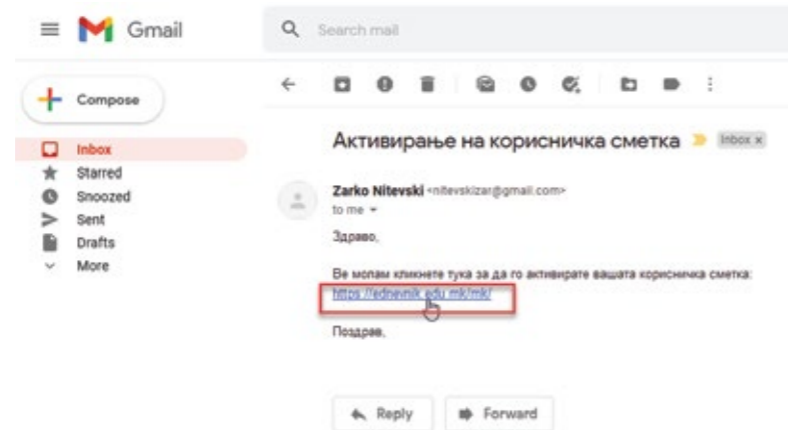 Gmail
Search mail
Compose
Inbox
Starred
Snoozed
Sent
Drafts
More
Активирање на корисничка сметка Inbox x
Zarko Nitevski <nitevskizar@gmail.com>
to me
Здраво,
Ве молам кликнете тука за да го активирате вашата корисничка сметка:
https://ednevnik.edu.mk/mk/
Поздрав,
Reply
Forward